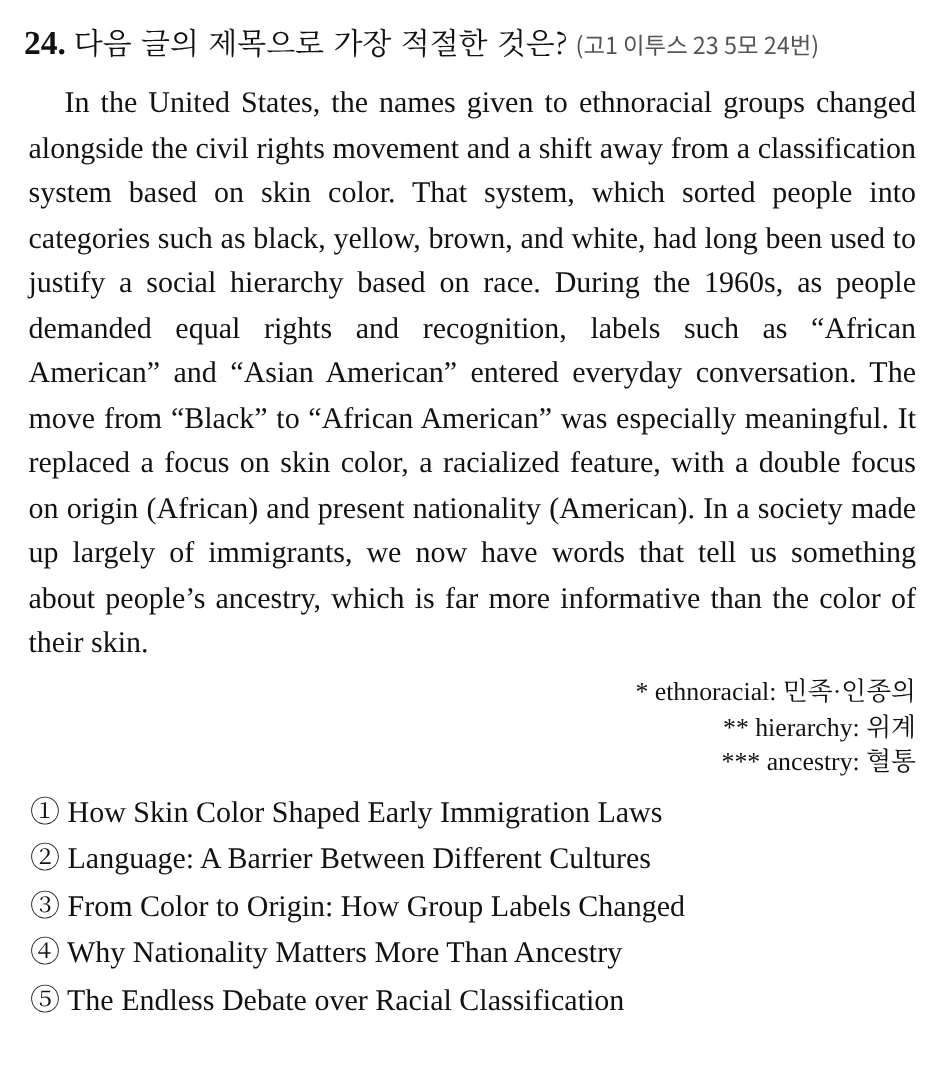 24. 다음 글의 제목으로 가장 적절한 것은? (고1 이투스 23 5모 24번)
In the United States, the names given to ethnoracial groups changed
alongside the civil rights movement and a shift away from a classification
system based on skin color. That system, which sorted people into
categories such as black, yellow, brown, and white, had long been used to
justify a social hierarchy based on race. During the 1960s, as people
demanded equal rights and recognition, labels such as “African
American” and “Asian American” entered everyday conversation. The
move from “Black” to “African American” was especially meaningful. It
replaced a focus on skin color, a racialized feature, with a double focus
on origin (African) and present nationality (American). In a society made
up largely of immigrants, we now have words that tell us something
about people’s ancestry, which is far more informative than the color of
their skin.
* ethnoracial: 민족·인종의
** hierarchy: 위계
*** ancestry: 혈통
① How Skin Color Shaped Early Immigration Laws
② Language: A Barrier Between Different Cultures
③ From Color to Origin: How Group Labels Changed
④ Why Nationality Matters More Than Ancestry
⑤ The Endless Debate over Racial Classification